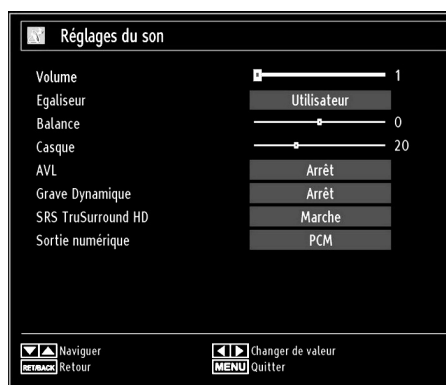 Réglages du son
Volume 1
Egaliseur Utilisateur
Balance 0
Casque 20
AVL Arrêt
Grave Dynamique Arrêt
SRS TruSurround HD Marche
Sortie numérique PCM
Naviguer Changer de valeur
RET/BACK Retour MENU Quitter